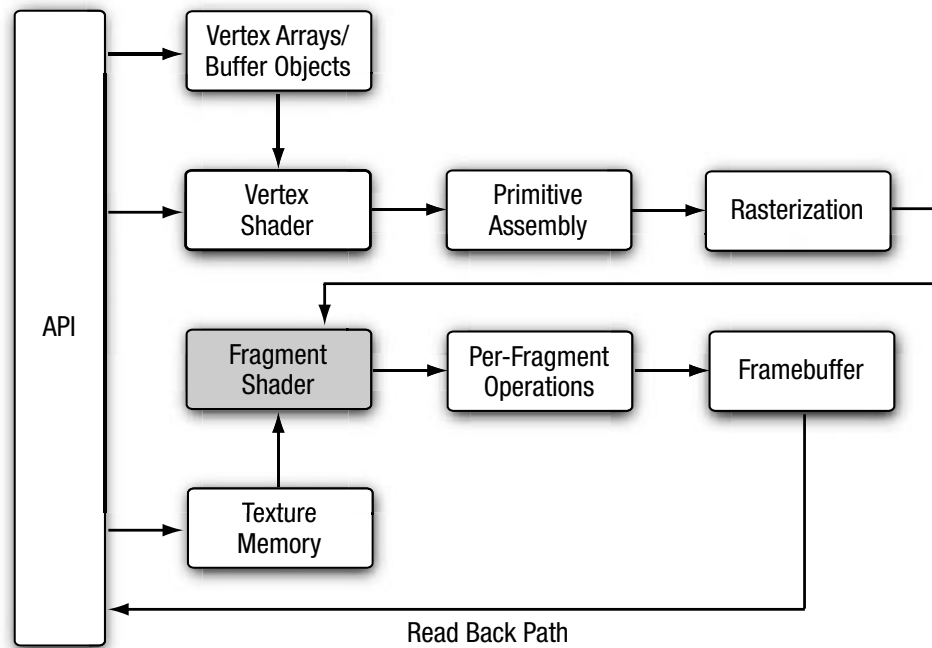 Vertex Arrays/
Buffer Objects
Vertex
Shader
Primitive
Assembly
Rasterization
API
Fragment
Shader
Per-Fragment
Operations
Framebuffer
Texture
Memory
Read Back Path